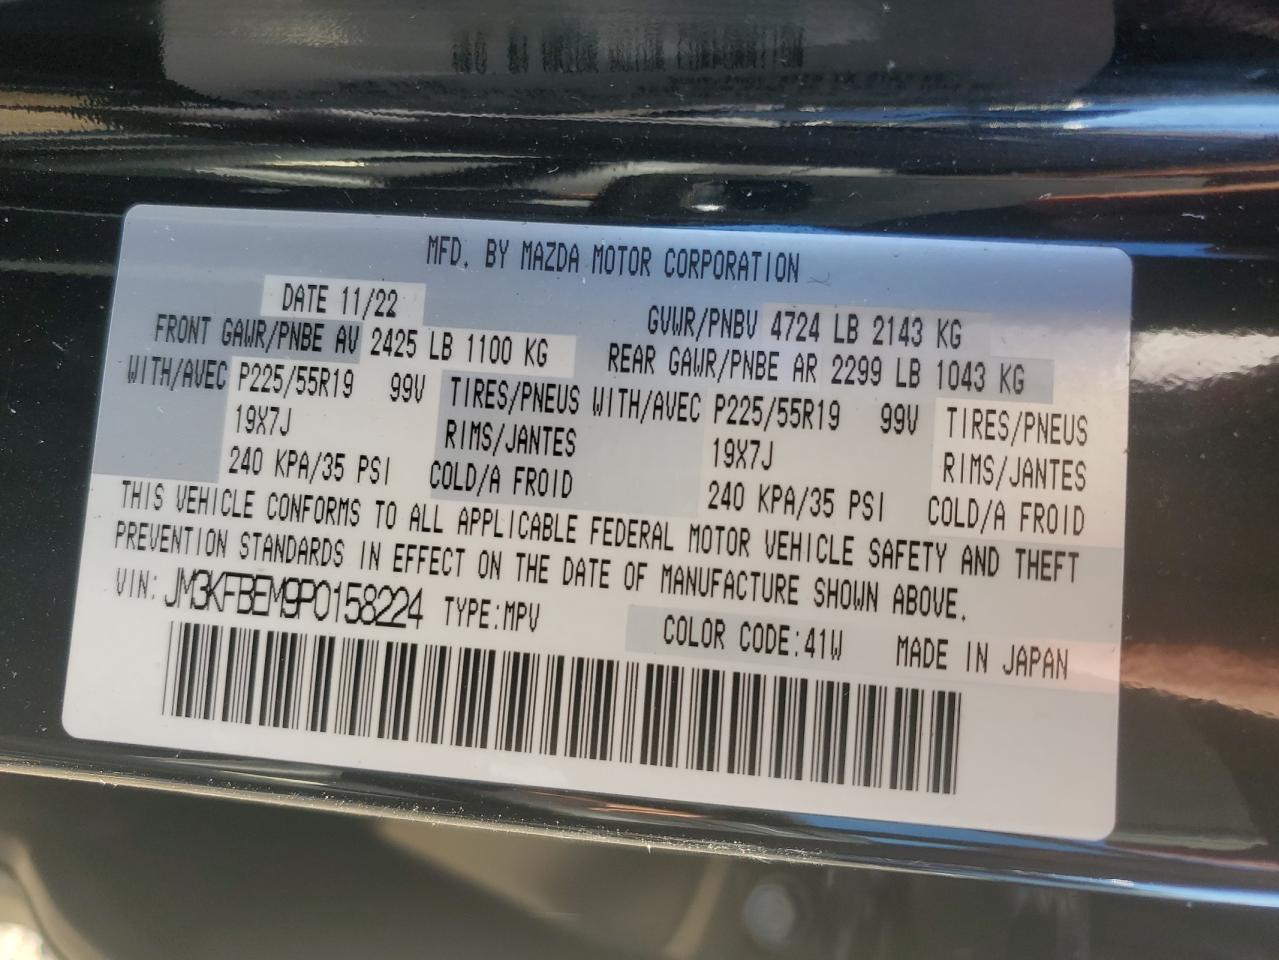 MFD. BY MAZDA MOTOR CORPORATION
DATE 11/22
GVWR/PNBV 4724 LB 2143 KG
FRONT GAWR/PNBE AV 2425 LB 1100 KG
REAR GAWR/PNBE AR 2299 LB 1043 KG
WITH/AVEC P225/55R19 99V TIRES/PNEUS WITH/AVEC P225/55R19 99V TIRES/PNEUS
19X7J RIMS/JANTES 19X7J RIMS/JANTES
240 KPA/35 PSI COLD/A FROID 240 KPA/35 PSI COLD/A FROID
THIS VEHICLE CONFORMS TO ALL APPLICABLE FEDERAL MOTOR VEHICLE SAFETY AND THEFT
PREVENTION STANDARDS IN EFFECT ON THE DATE OF MANUFACTURE SHOWN ABOVE.
VIN: JM3KFBEM9P0158224 TYPE:MPV COLOR CODE:41W MADE IN JAPAN